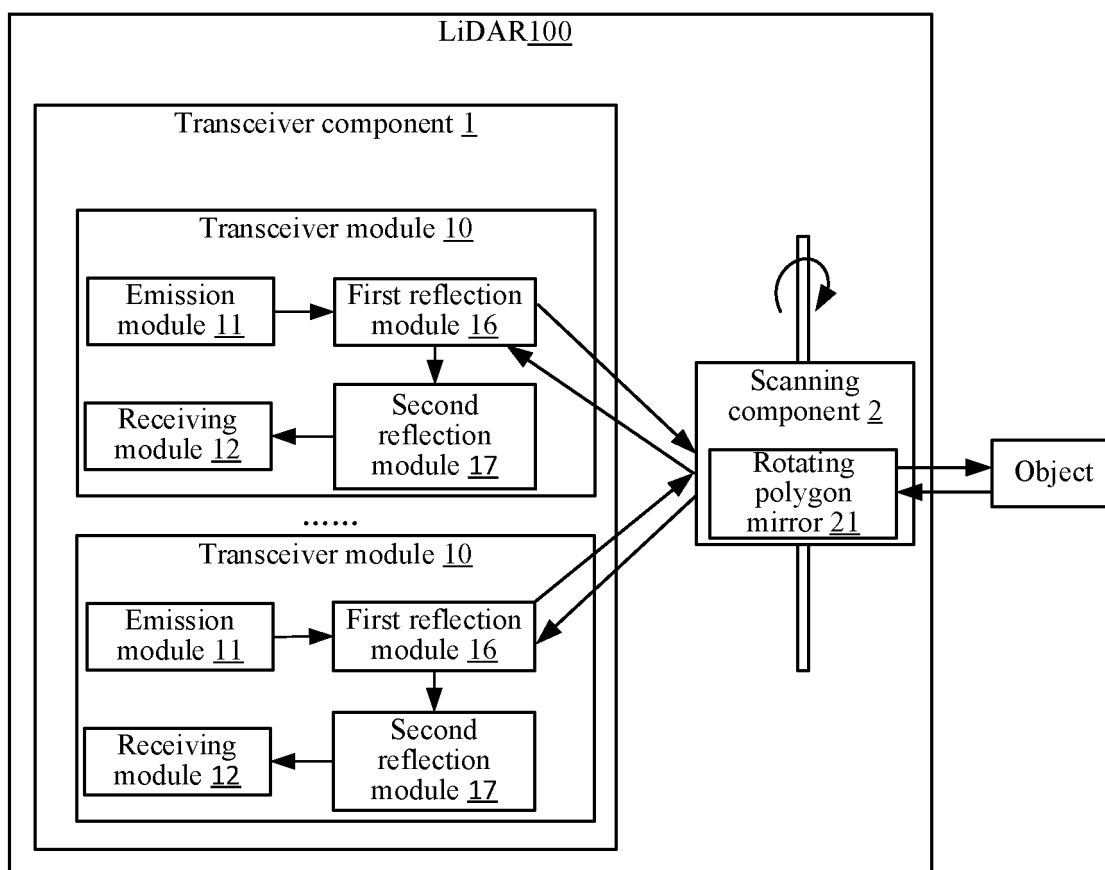 LiDAR100
Transceiver component 1
Transceiver module 10
Emission
module 11
First reflection
module 16
Receiving
module 12
Second
reflection
module 17
Scanning
component 2
Rotating
polygon
mirror 21
Object
......
Transceiver module 10
Emission
module 11
First reflection
module 16
Receiving
module 12
Second
reflection
module 17